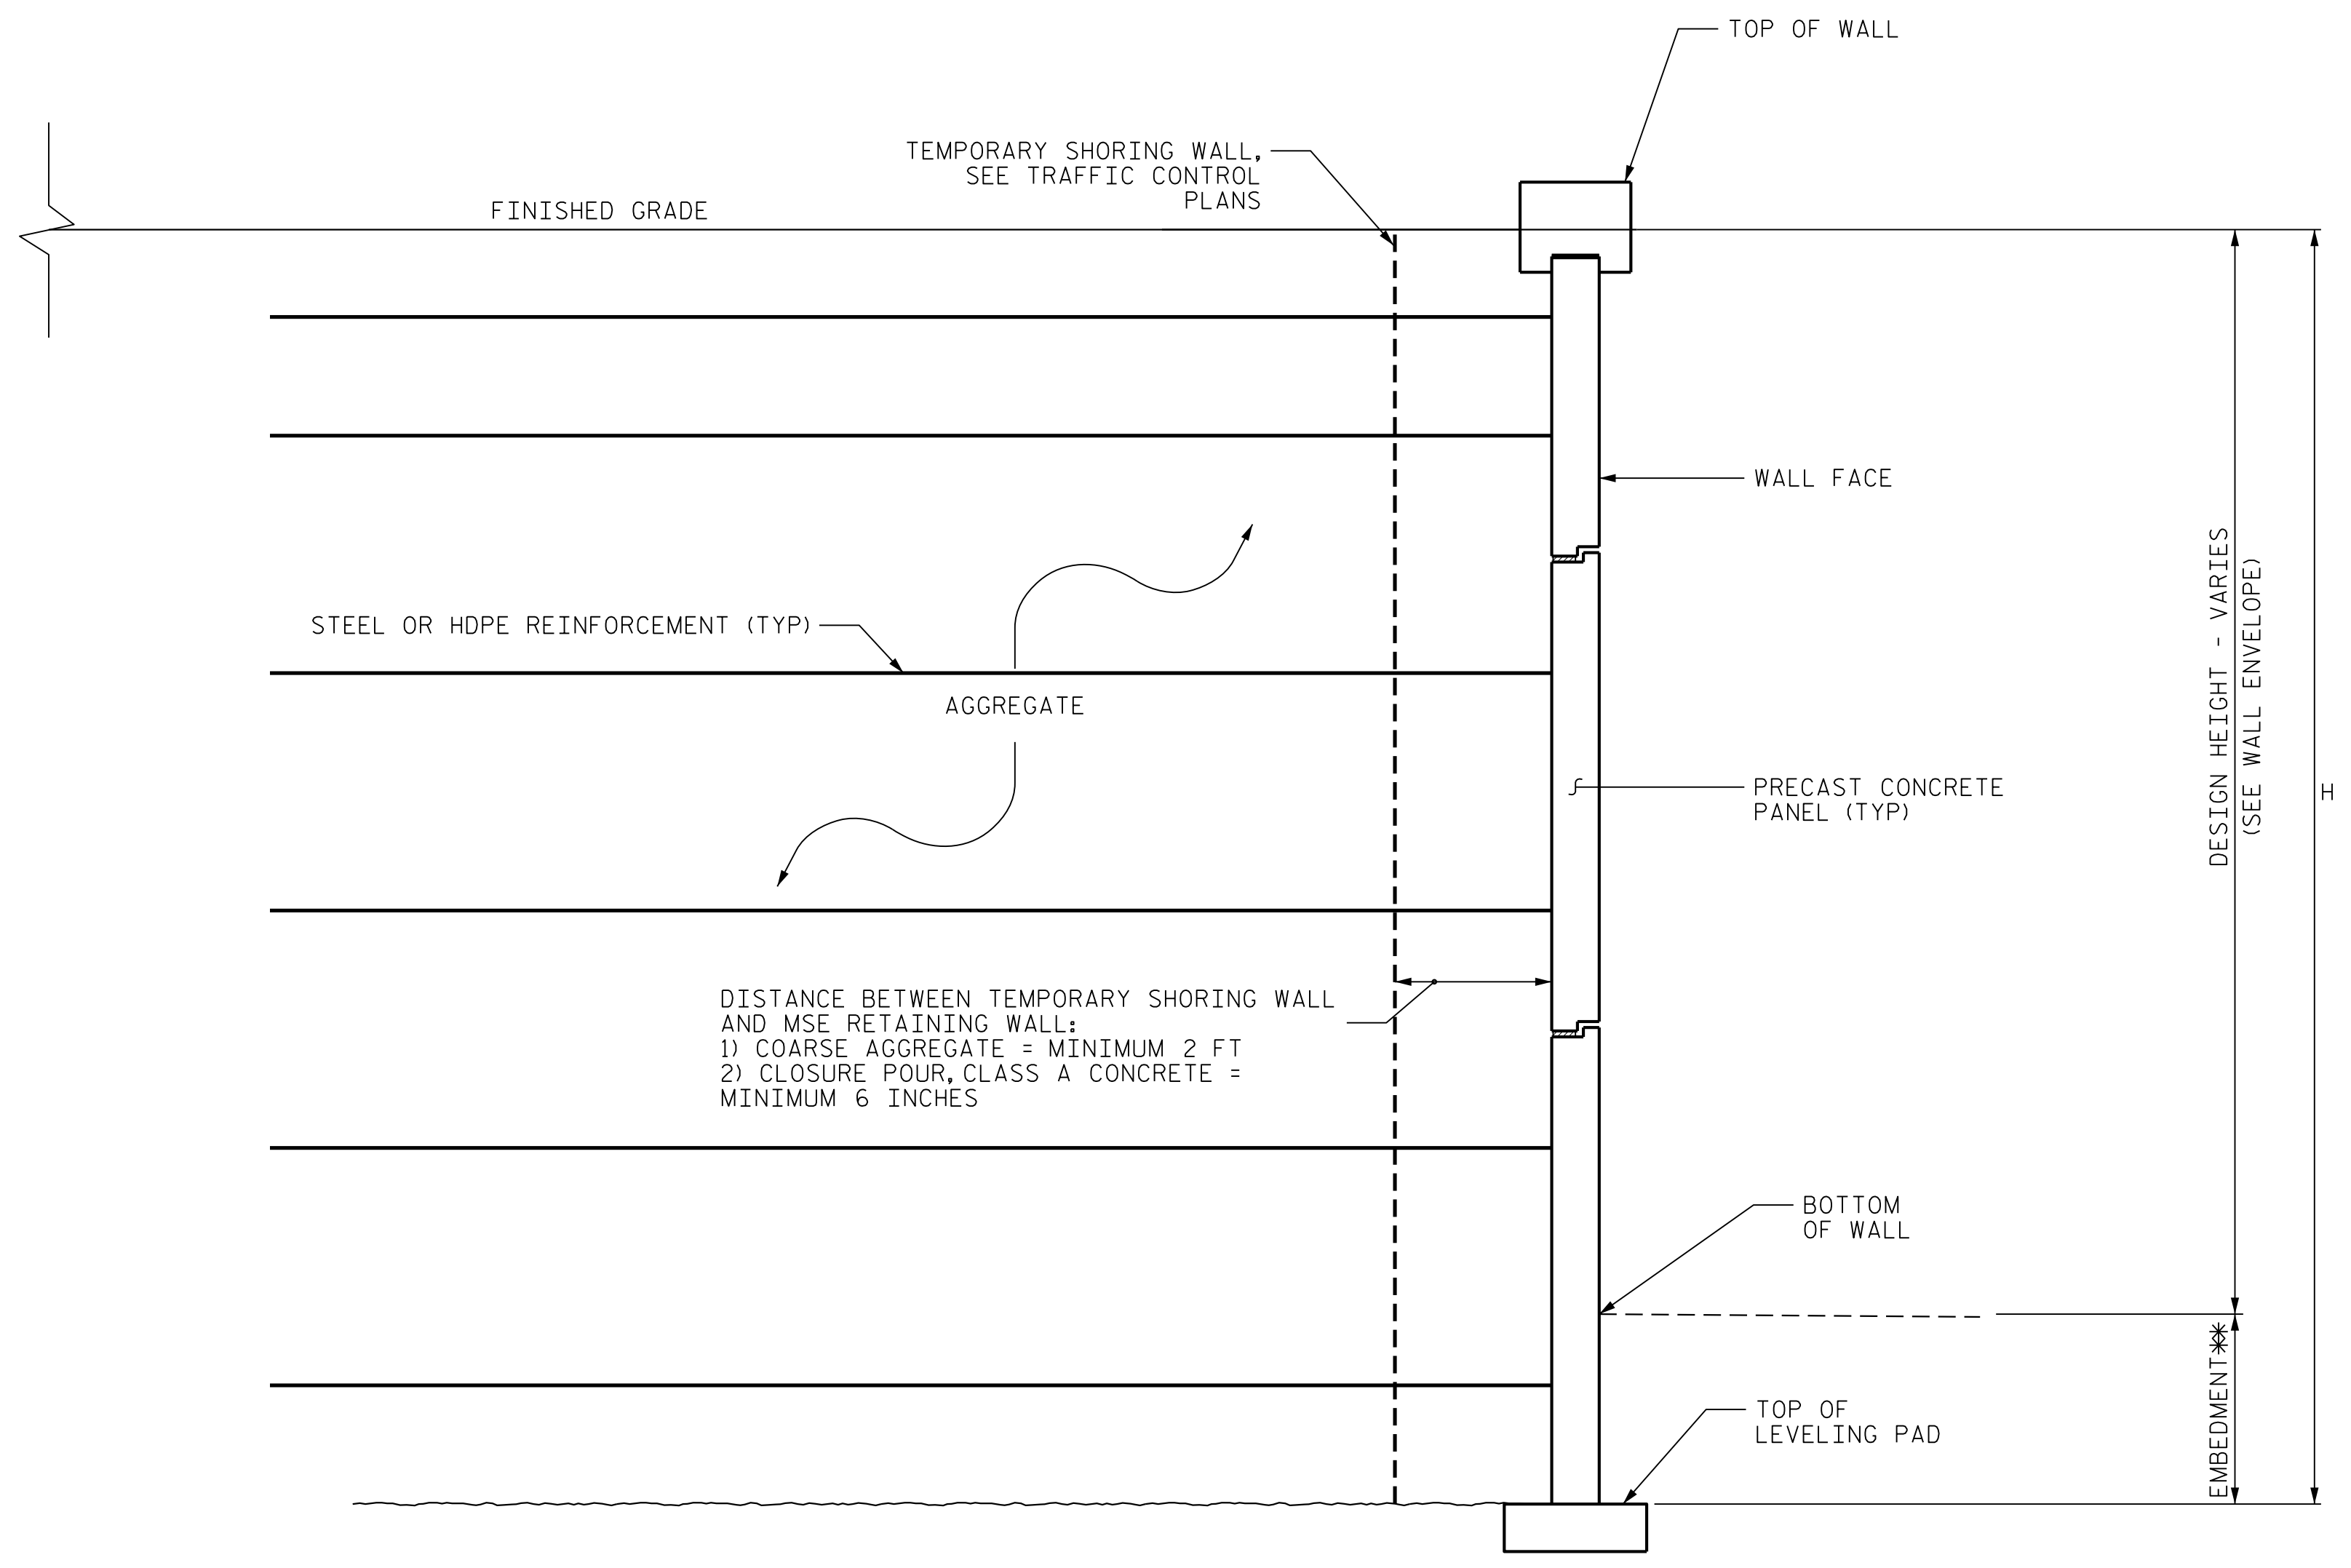 TOP OF WALL
TEMPORARY SHORING WALL,
SEE TRAFFIC CONTROL
PLANS
FINISHED GRADE
WALL FACE
STEEL OR HDPE REINFORCEMENT (TYP)
AGGREGATE
PRECAST CONCRETE
PANEL (TYP)
DESIGN HEIGHT - VARIES
(SEE WALL ENVELOPE)
H
DISTANCE BETWEEN TEMPORARY SHORING WALL
AND MSE RETAINING WALL:
1) COARSE AGGREGATE = MINIMUM 2 FT
2) CLOSURE POUR, CLASS A CONCRETE =
MINIMUM 6 INCHES
BOTTOM
OF WALL
EMBEDMENT**
TOP OF
LEVELING PAD